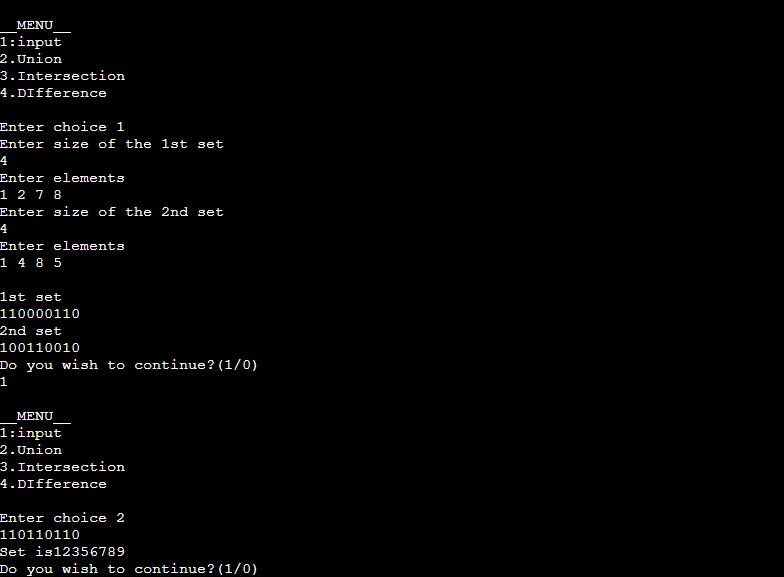 __MENU__
1:input
2.Union
3.Intersection
4.DIfference
Enter choice 1
Enter size of the 1st set
4
Enter elements
1 2 7 8
Enter size of the 2nd set
4
Enter elements
1 4 8 5
1st set
110000110
2nd set
100110010
Do you wish to continue?(1/0)
1
__MENU__
1:input
2.Union
3.Intersection
4.DIfference
Enter choice 2
110110110
Set is12356789
Do you wish to continue?(1/0)